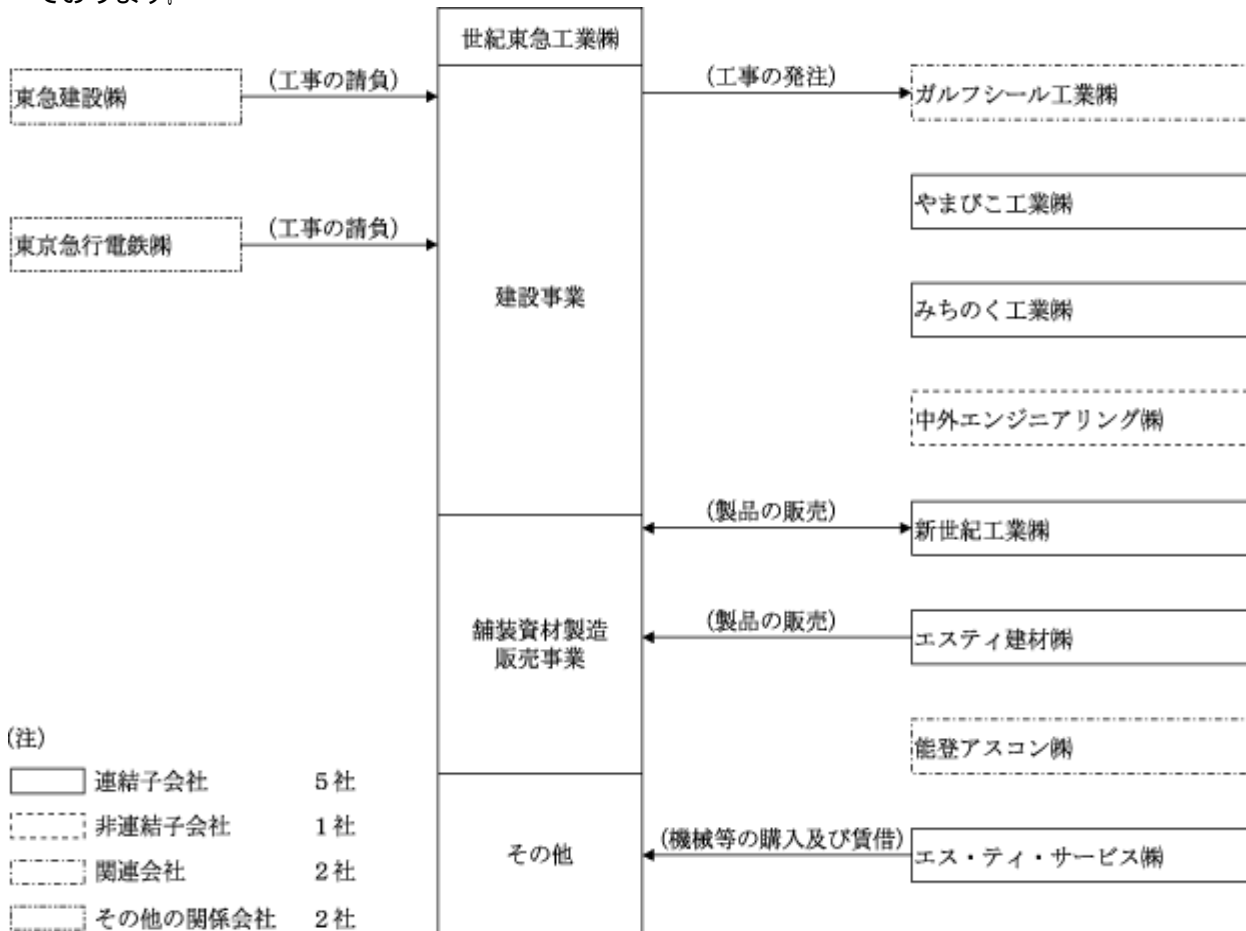 ております。
世紀東急工業㈱
東急建設㈱
(工事の請負)
(工事の発注)
ガルフシール工業㈱
やまびこ工業㈱
東京急行電鉄㈱
(工事の請負)
建設事業
みちのく工業㈱
中外エンジニアリング㈱
(製品の販売)
新世紀工業㈱
舗装資材製造
販売事業
(製品の販売)
エスティ建材㈱
能登アスコン㈱
その他
(機械等の購入及び賃借)
エス・ティ・サービス㈱
(注)
連結子会社 5社
非連結子会社 1社
関連会社 2社
その他の関係会社 2社